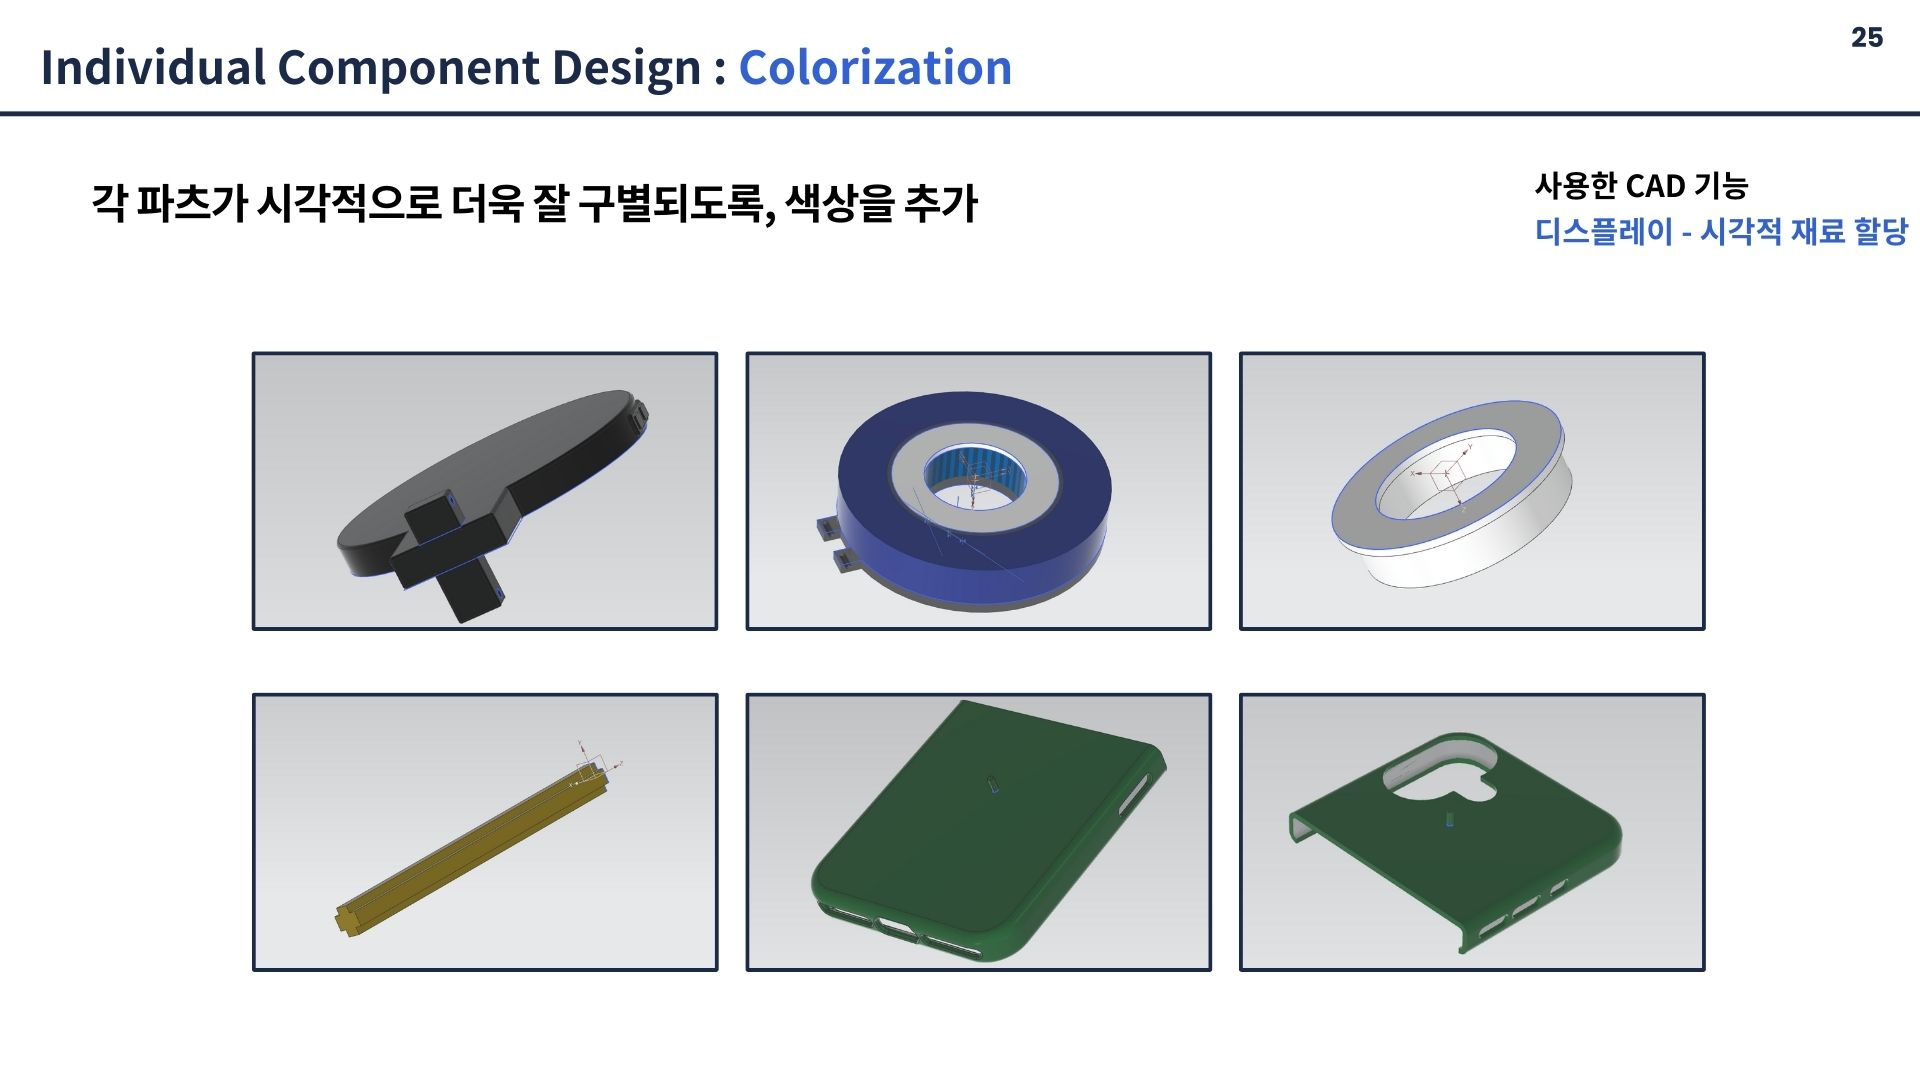 25
Individual Component Design : Colorization
각 파츠가 시각적으로 더욱 잘 구별되도록, 색상을 추가
사용한 CAD 기능
디스플레이 - 시각적 재료 할당